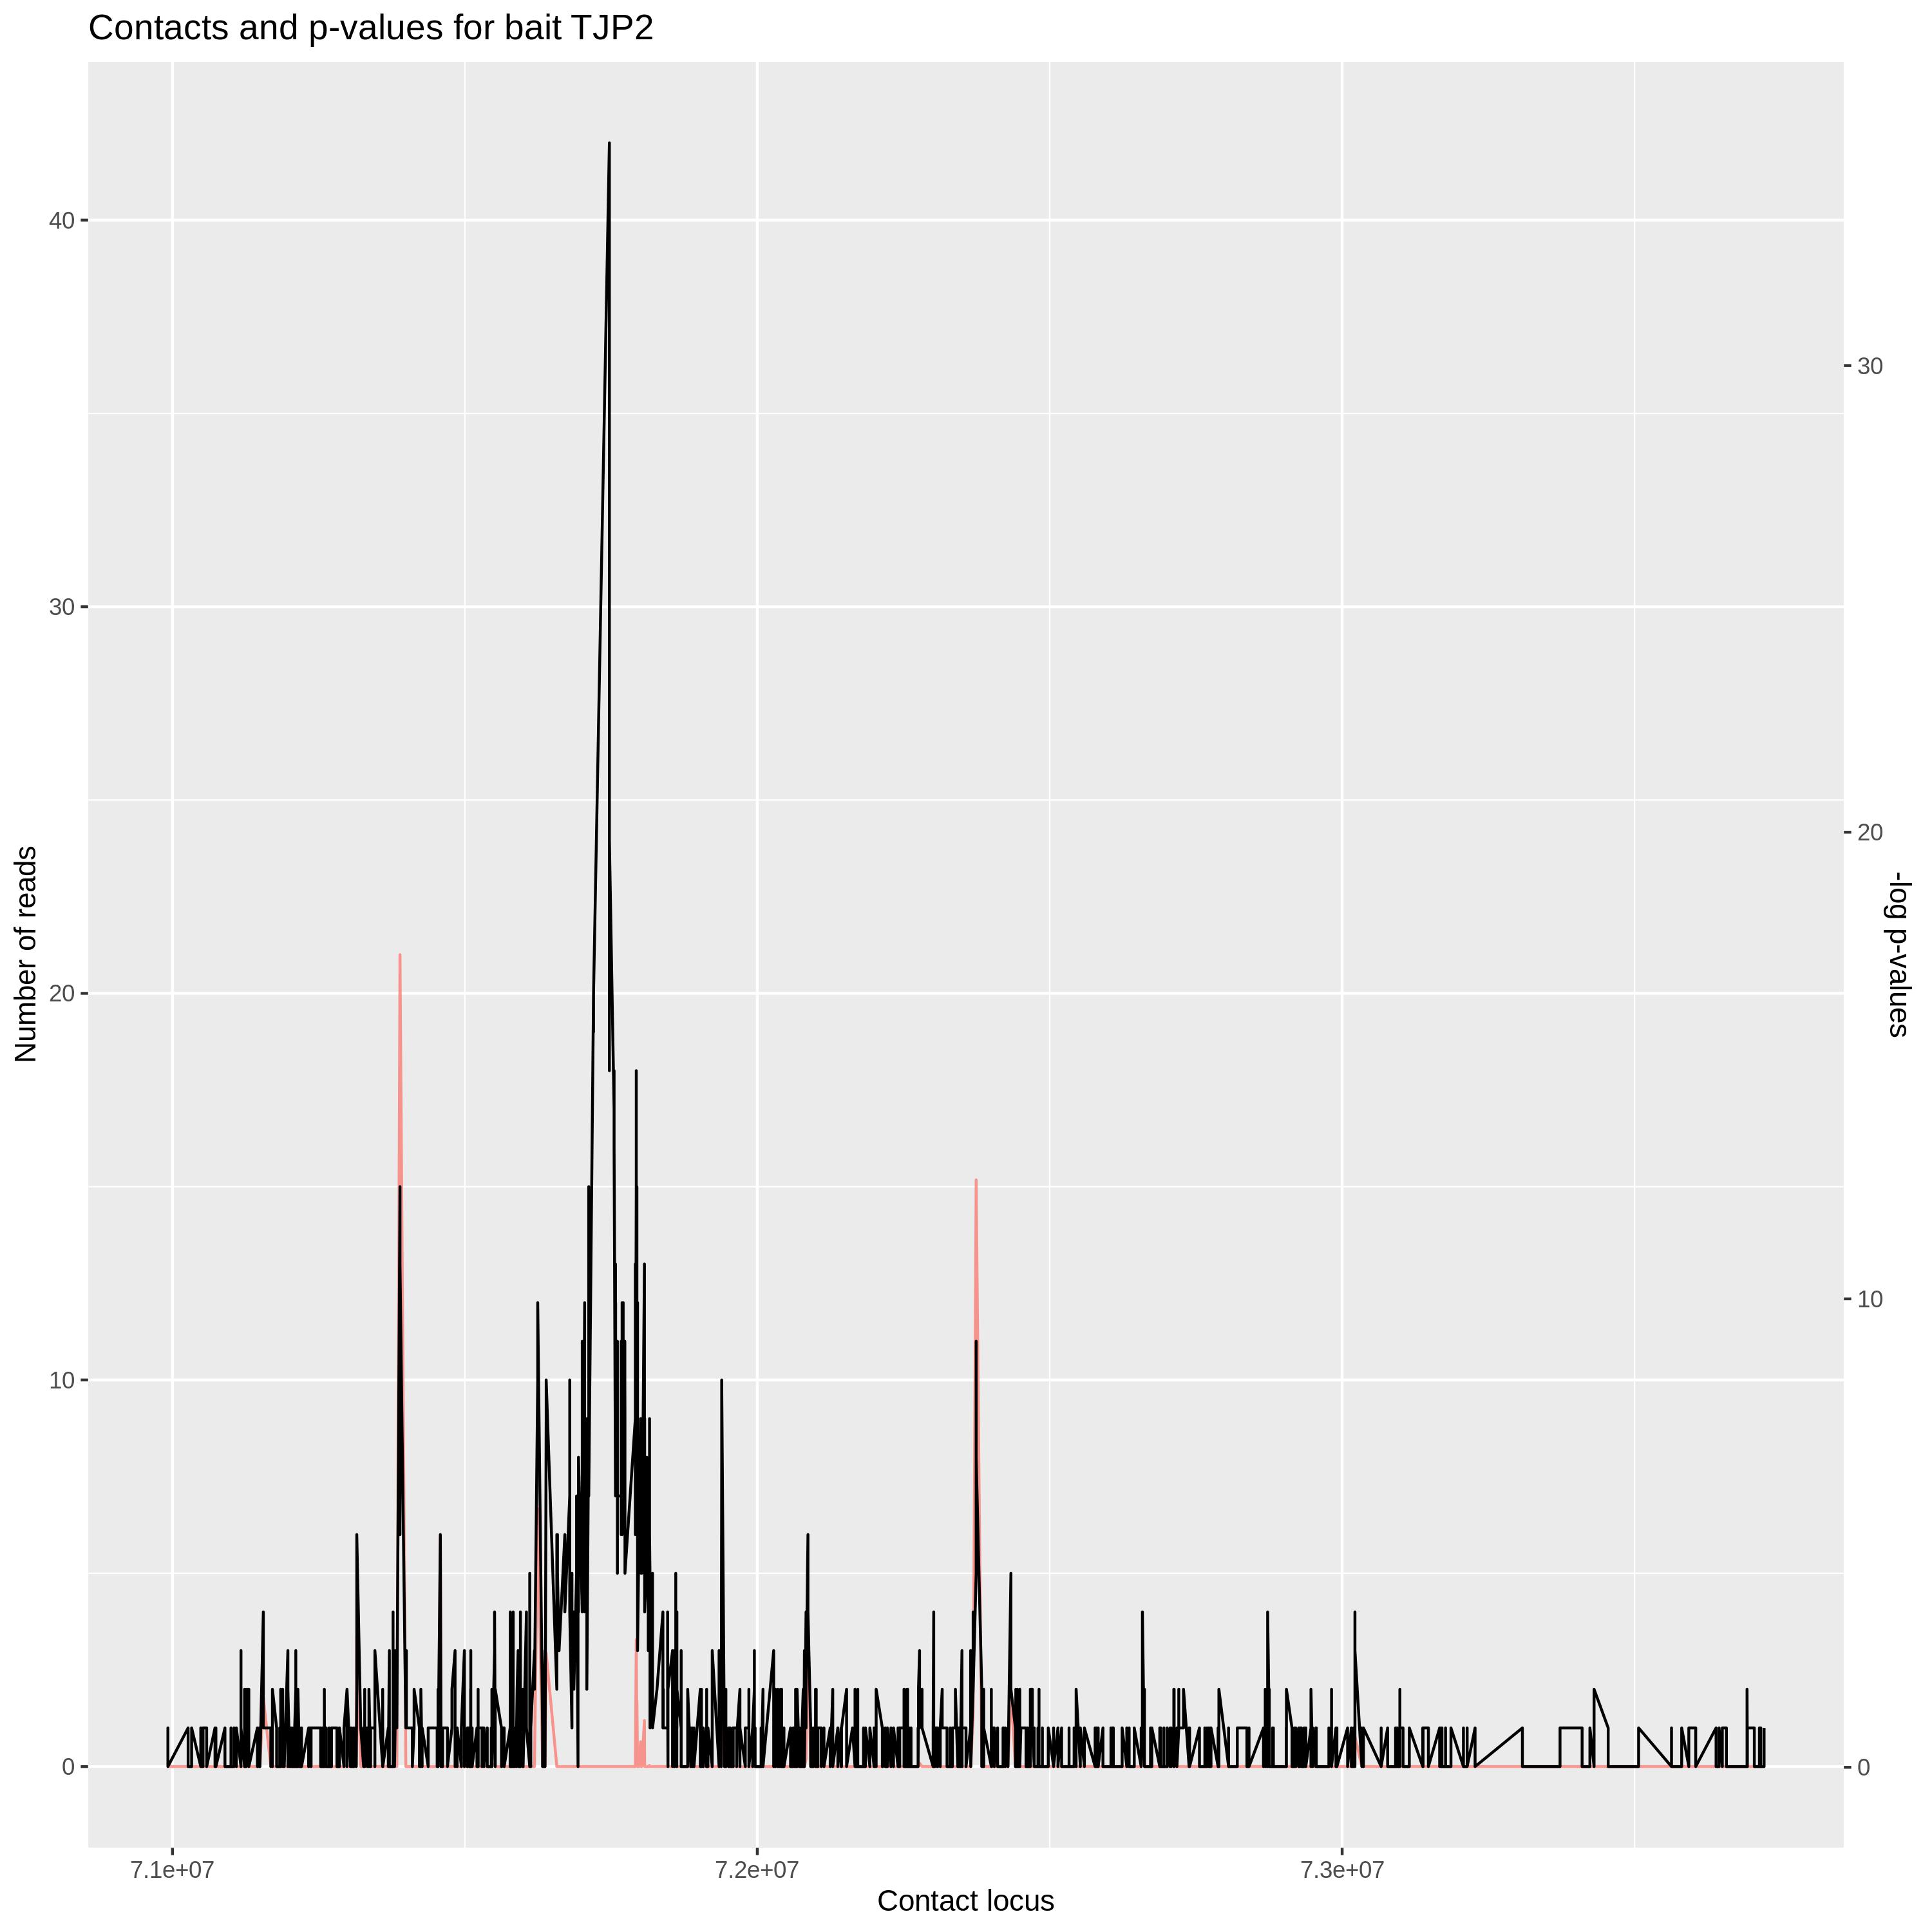 Contacts and p-values for bait TJP2
40
30
20
10
0
Number of reads
30
20
10
0
-log p-values
7.1e+07
7.2e+07
7.3e+07
Contact locus